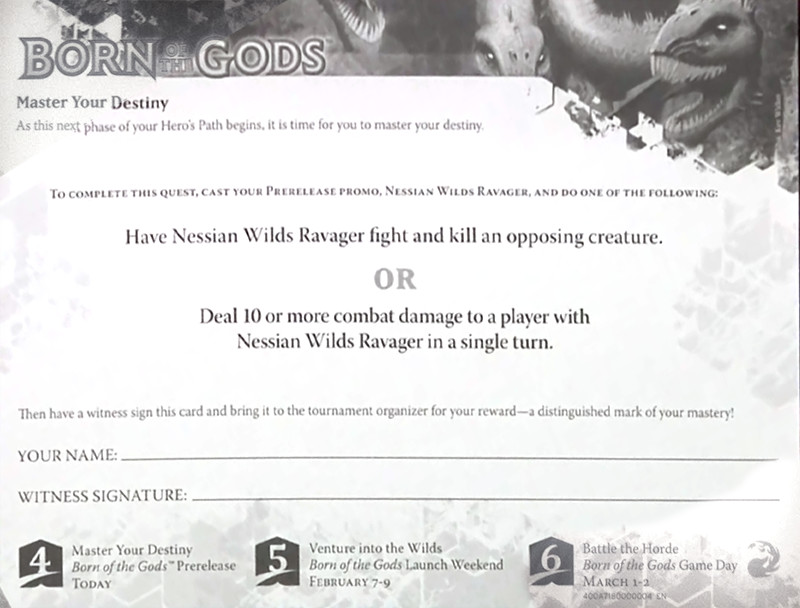 BORN OF THE GODS
Master Your Destiny
As this next phase of your Hero's Path begins, it is time for you to master your destiny.
TO COMPLETE THIS QUEST, CAST YOUR PRERELEASE PROMO, NESSIAN WILDS RAVAGER, AND DO ONE OF THE FOLLOWING:
Have Nessian Wilds Ravager fight and kill an opposing creature.
OR
Deal 10 or more combat damage to a player with
Nessian Wilds Ravager in a single turn.
Then have a witness sign this card and bring it to the tournament organizer for your reward—a distinguished mark of your mastery!
YOUR NAME:
WITNESS SIGNATURE:
4
Master Your Destiny
Born of the Gods™ Prerelease
TODAY
5
Venture into the Wilds
Born of the Gods Launch Weekend
FEBRUARY 7-9
6
Battle the Horde
Born of the Gods Game Day
MARCH 1-2